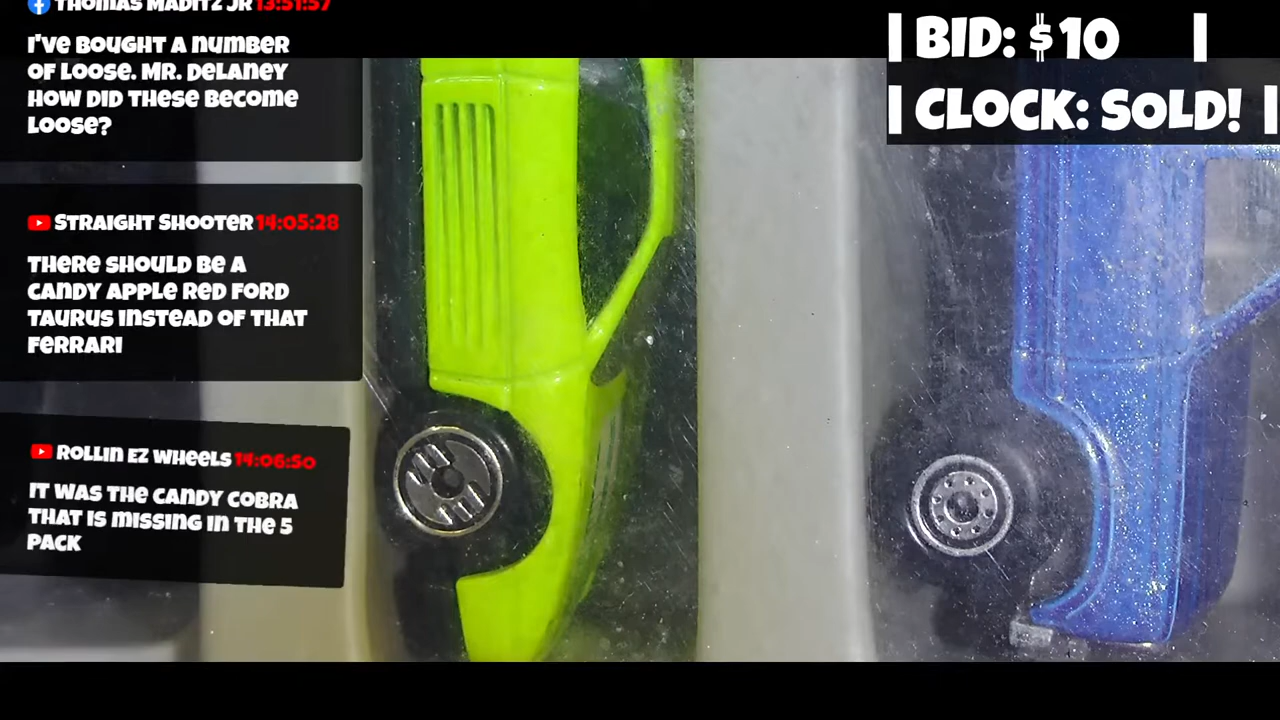 THOMAS MADITZ JR 13:51:57
I'VE BOUGHT A NUMBER
OF LOOSE. MR. DELANEY
HOW DID THESE BECOME
LOOSE?
STRAIGHT SHOOTER 14:05:28
THERE SHOULD BE A
CANDY APPLE RED FORD
TAURUS INSTEAD OF THAT
FERRARI
ROLLIN EZ WHEELS 14:06:50
IT WAS THE CANDY COBRA
THAT IS MISSING IN THE 5
PACK
| BID: $10 |
| CLOCK: SOLD! |